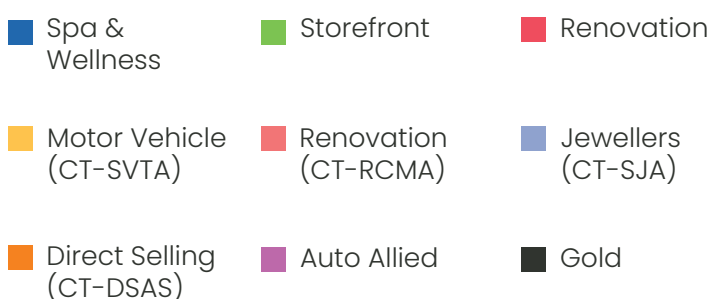 Spa &
Wellness
Storefront
Renovation
Motor Vehicle
(CT-SVTA)
Renovation
(CT-RCMA)
Jewellers
(CT-SJA)
Direct Selling
(CT-DSAS)
Auto Allied
Gold